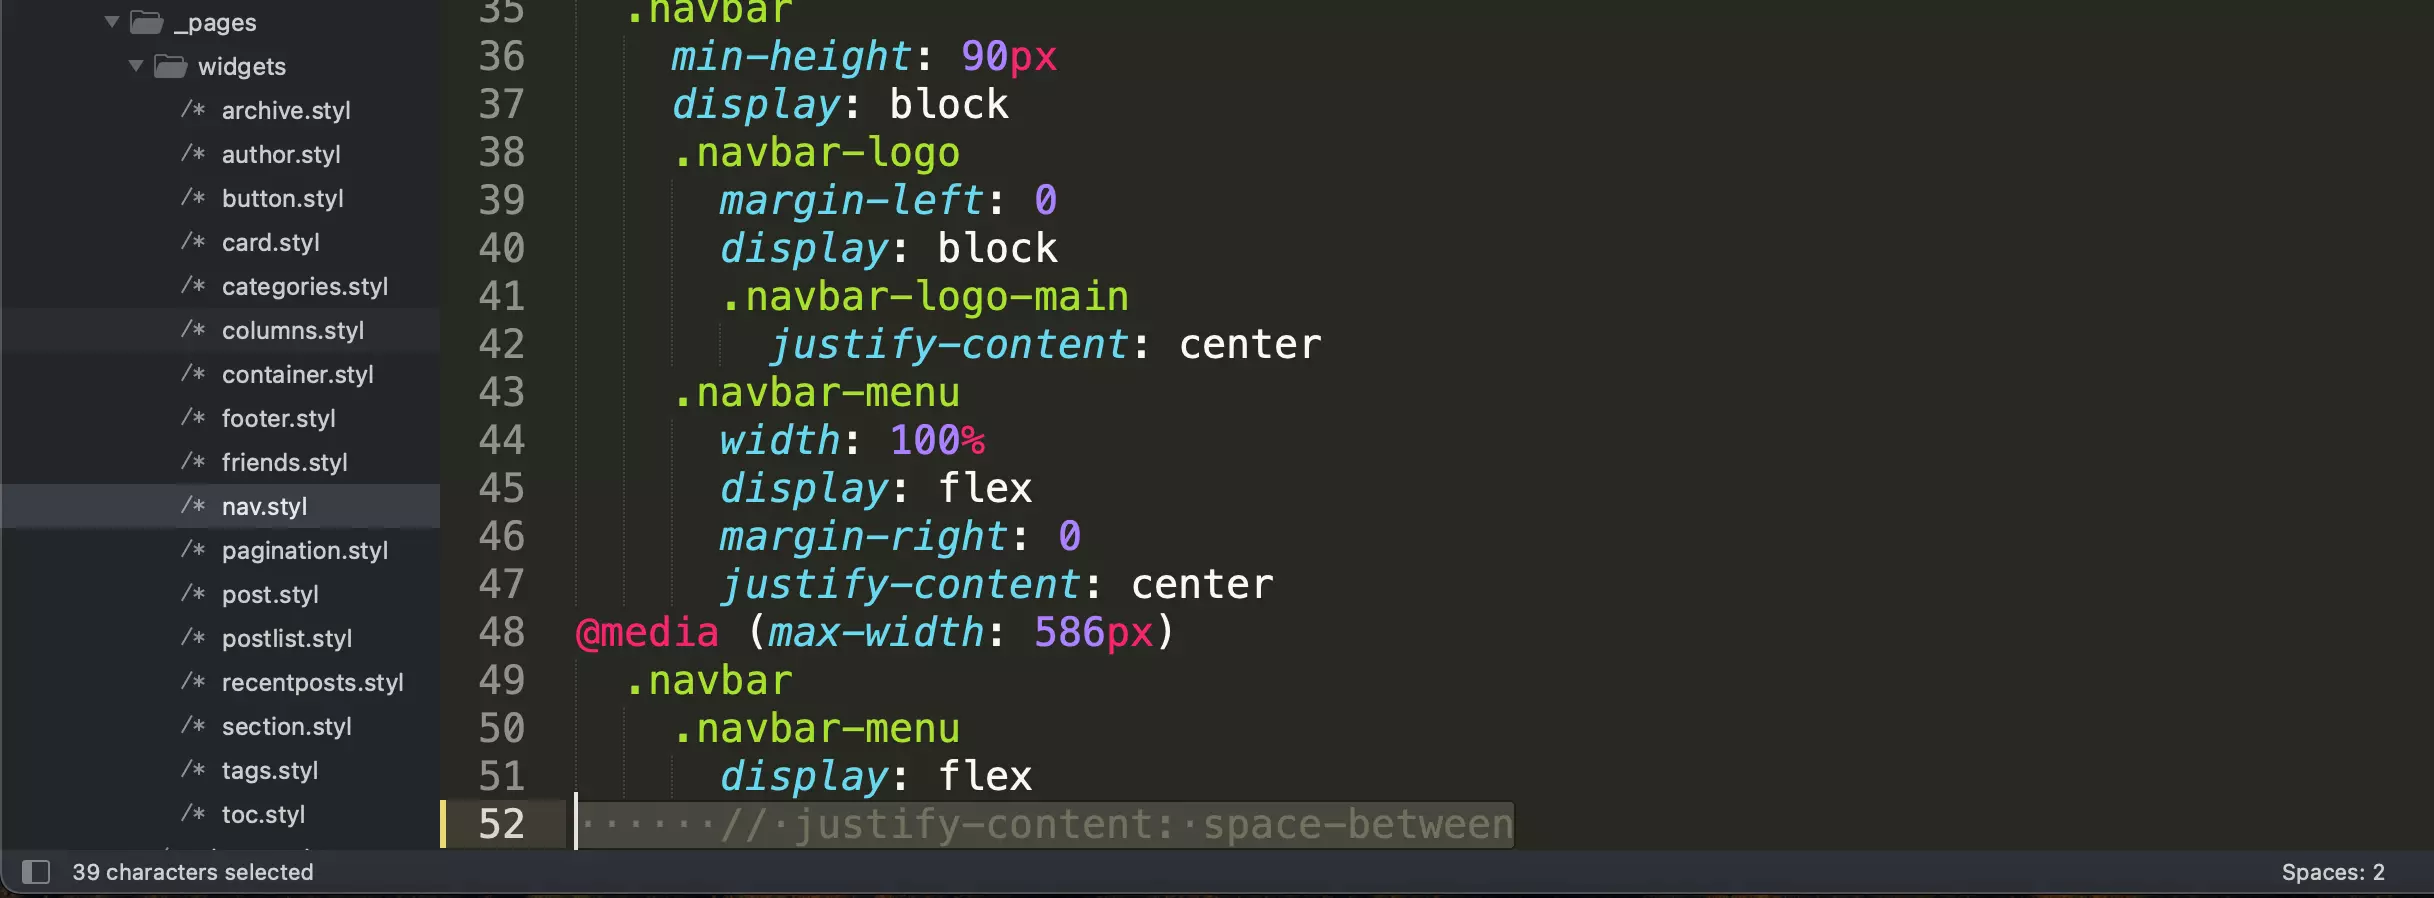 _pages
widgets
/* archive.styl
/* author.styl
/* button.styl
/* card.styl
/* categories.styl
/* columns.styl
/* container.styl
/* footer.styl
/* friends.styl
/* nav.styl
/* pagination.styl
/* post.styl
/* postlist.styl
/* recentposts.styl
/* section.styl
/* tags.styl
/* toc.styl
35 .navbar
36 min-height: 90px
37 display: block
38 .navbar-logo
39 margin-left: 0
40 display: block
41 .navbar-logo-main
42 justify-content: center
43 .navbar-menu
44 width: 100%
45 display: flex
46 margin-right: 0
47 justify-content: center
48 @media (max-width: 586px)
49 .navbar
50 .navbar-menu
51 display: flex
52 // justify-content: space-between
39 characters selected
Spaces: 2